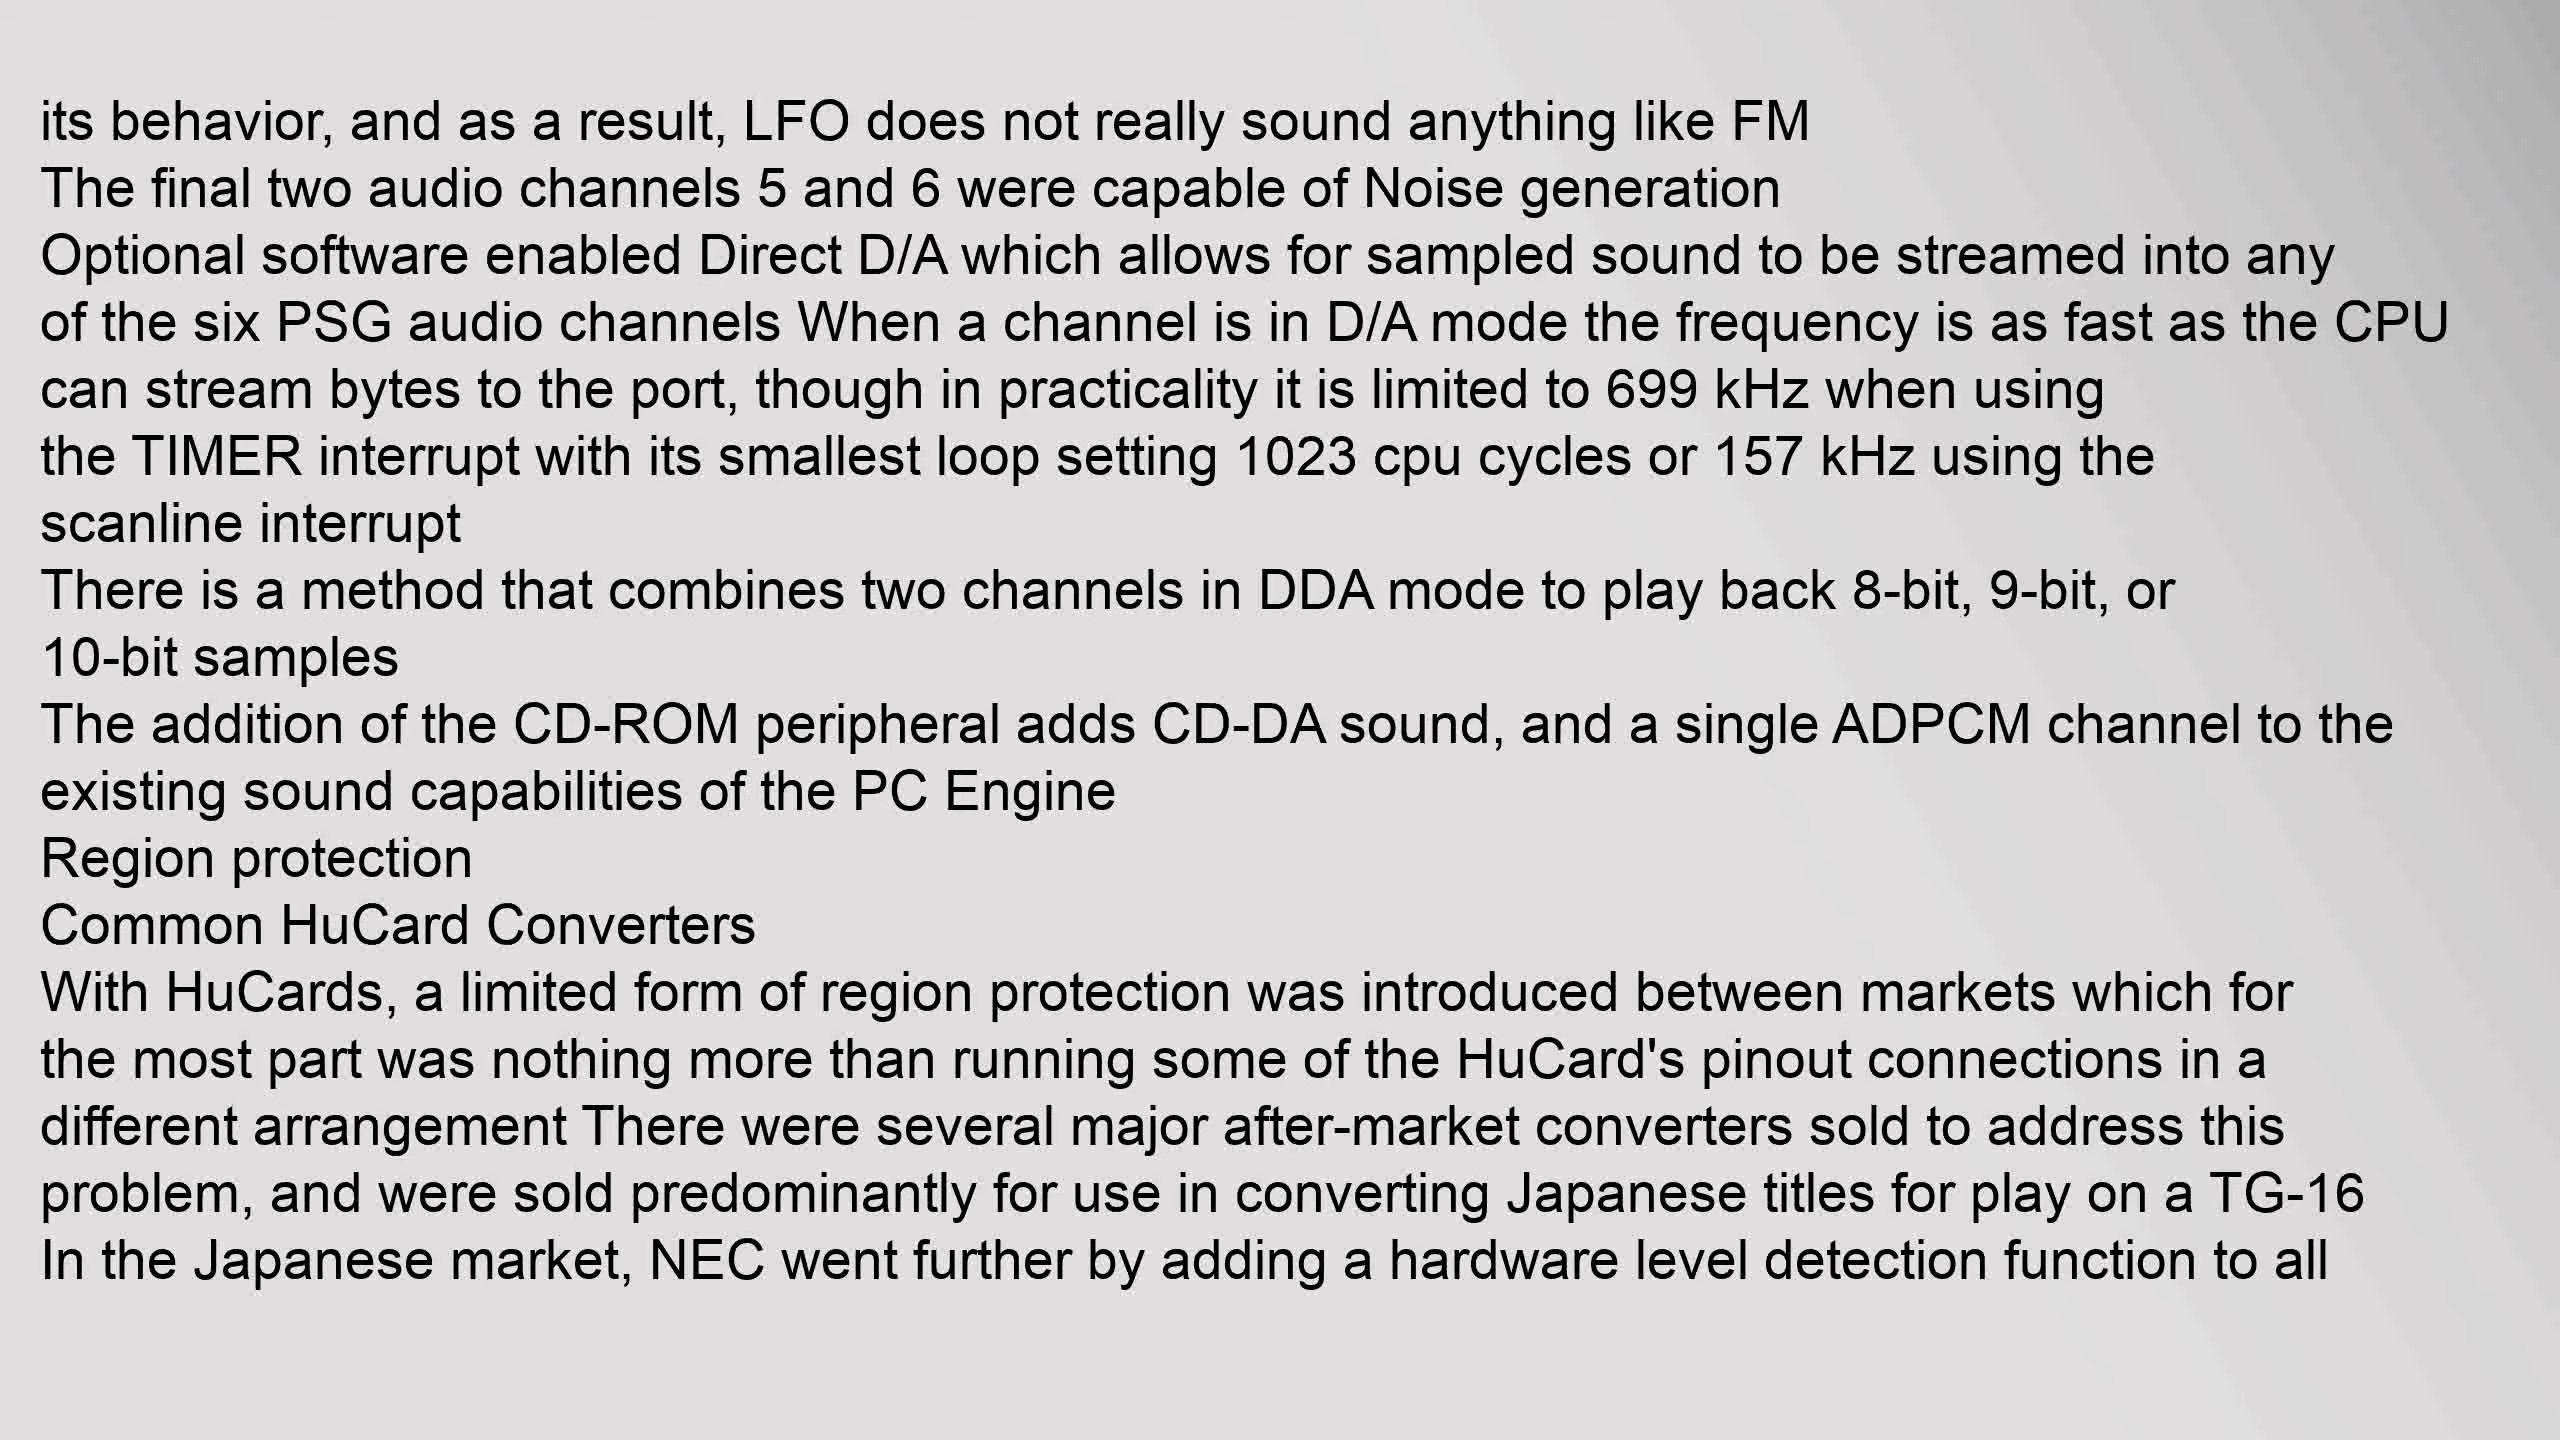 its behavior, and as a result, LFO does not really sound anything like FM
The final two audio channels 5 and 6 were capable of Noise generation
Optional software enabled Direct D/A which allows for sampled sound to be streamed into any
of the six PSG audio channels When a channel is in D/A mode the frequency is as fast as the CPU
can stream bytes to the port, though in practicality it is limited to 699 kHz when using
the TIMER interrupt with its smallest loop setting 1023 cpu cycles or 157 kHz using the
scanline interrupt
There is a method that combines two channels in DDA mode to play back 8-bit, 9-bit, or
10-bit samples
The addition of the CD-ROM peripheral adds CD-DA sound, and a single ADPCM channel to the
existing sound capabilities of the PC Engine
Region protection
Common HuCard Converters
With HuCards, a limited form of region protection was introduced between markets which for
the most part was nothing more than running some of the HuCard's pinout connections in a
different arrangement There were several major after-market converters sold to address this
problem, and were sold predominantly for use in converting Japanese titles for play on a TG-16
In the Japanese market, NEC went further by adding a hardware level detection function to all